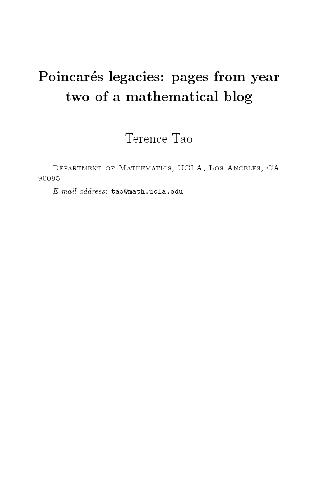 Poincarés legacies: pages from year
two of a mathematical blog
Terence Tao
Department of Mathematics, UCLA, Los Angeles, CA
90095
E-mail address: tao@math.ucla.edu